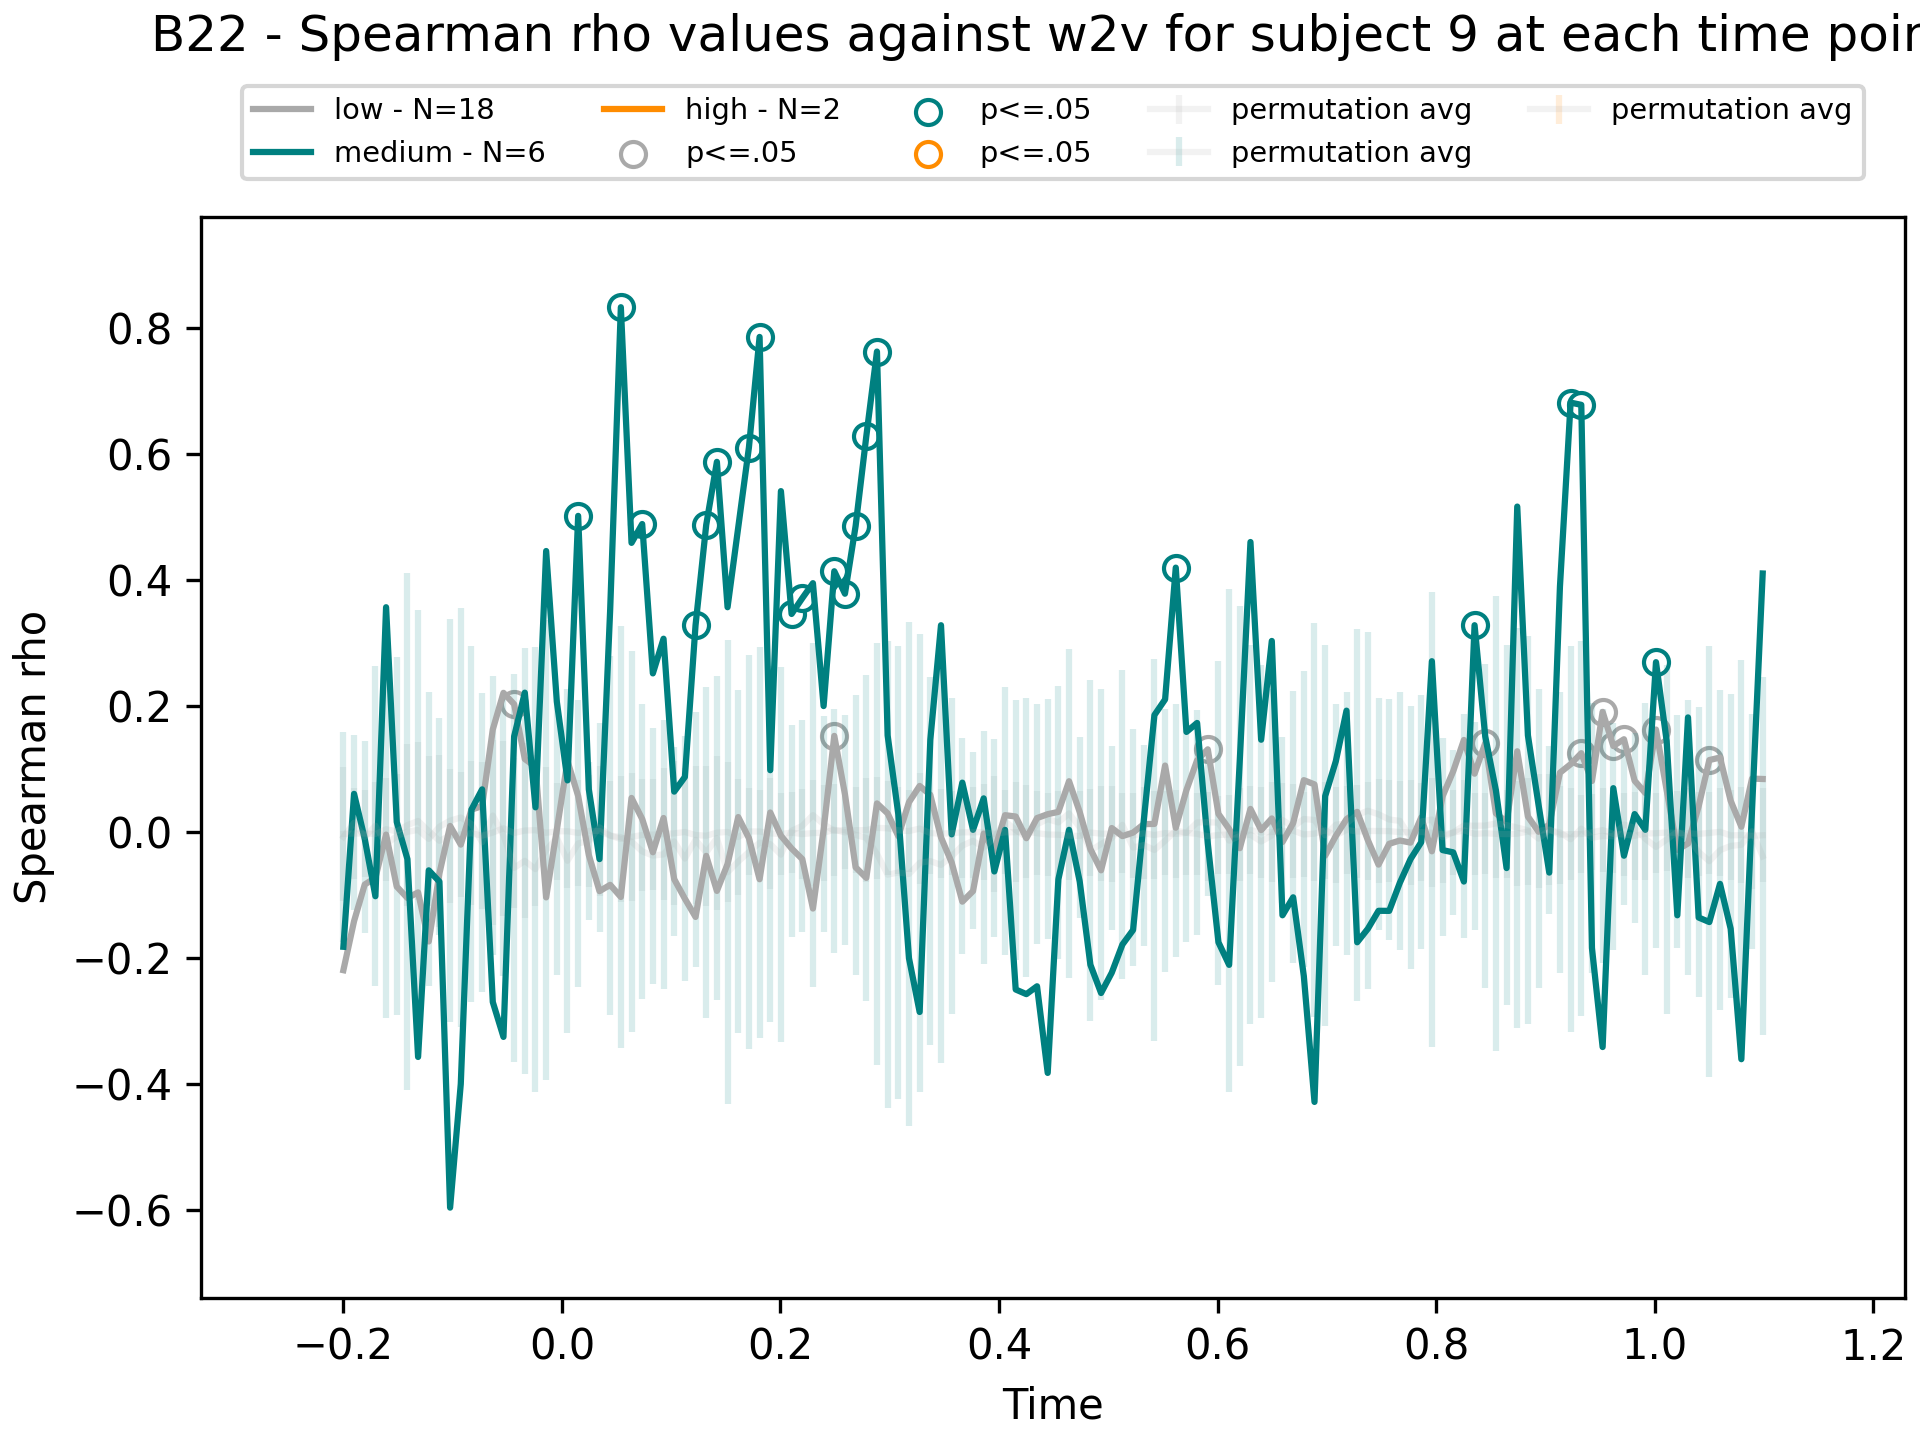 B22 - Spearman rho values against w2v for subject 9 at each time poin
low - N=18 high - N=2 p<=.05 permutation avg permutation avg
medium - N=6 p<=.05 p<=.05 permutation avg
Spearman rho
0.8
0.6
0.4
0.2
0.0
−0.2
−0.4
−0.6
−0.2 0.0 0.2 0.4 0.6 0.8 1.0 1.2
Time